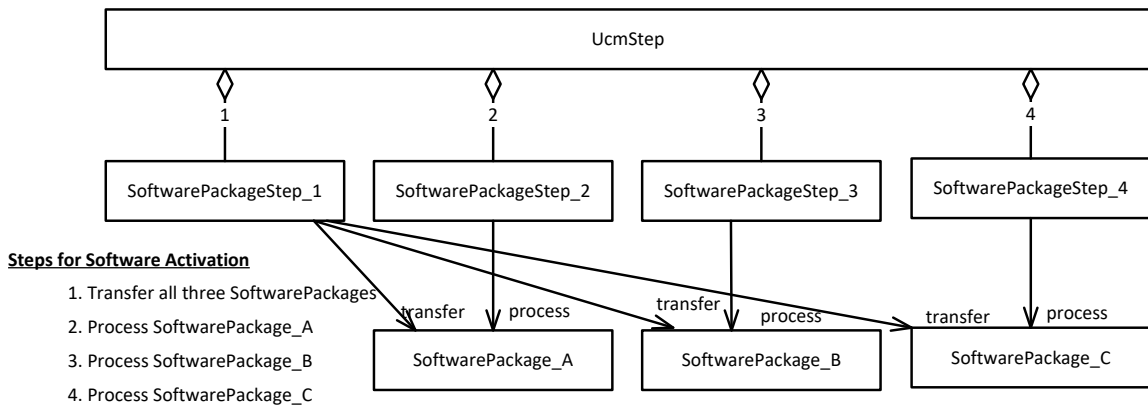 UcmStep
1 2 3 4
SoftwarePackageStep_1 SoftwarePackageStep_2 SoftwarePackageStep_3 SoftwarePackageStep_4
Steps for Software Activation
1. Transfer all three SoftwarePackages
2. Process SoftwarePackage_A
3. Process SoftwarePackage_B
4. Process SoftwarePackage_C
transfer process transfer process transfer process
SoftwarePackage_A SoftwarePackage_B SoftwarePackage_C